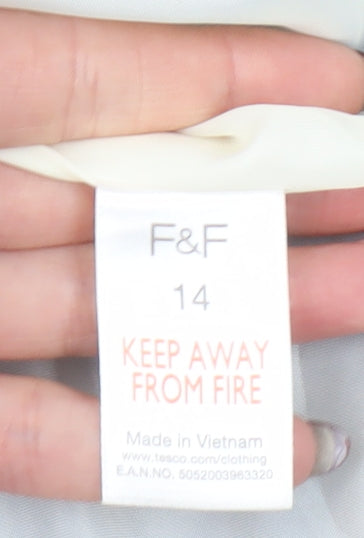 F&F
14
KEEP AWAY
FROM FIRE
Made in Vietnam
www.tesco.com/clothing
E.A.N.NO. 5052003963320